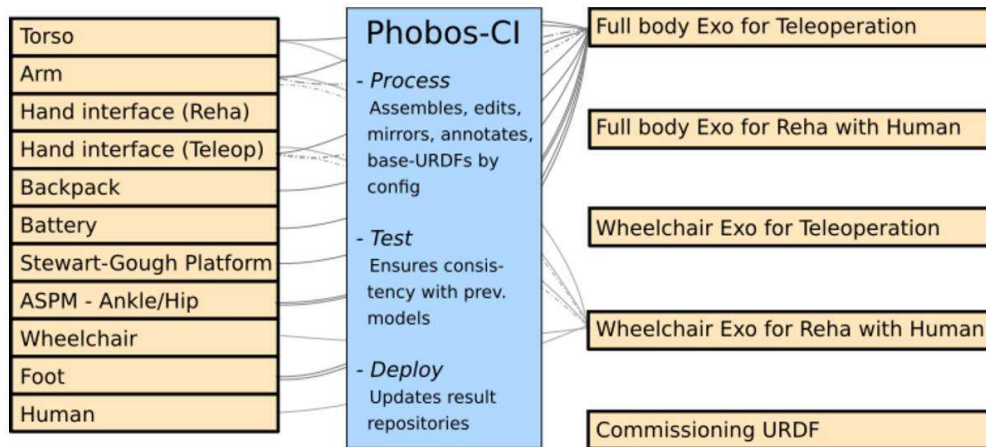 Torso
Arm
Hand interface (Reha)
Hand interface (Teleop)
Backpack
Battery
Stewart-Gough Platform
ASPM - Ankle/Hip
Wheelchair
Foot
Human
Phobos-CI
- Process
Assembles, edits,
mirrors, annotates,
base-URDFs by
config
- Test
Ensures consis-
tency with prev.
models
- Deploy
Updates result
repositories
Full body Exo for Teleoperation
Full body Exo for Reha with Human
Wheelchair Exo for Teleoperation
Wheelchair Exo for Reha with Human
Commissioning URDF